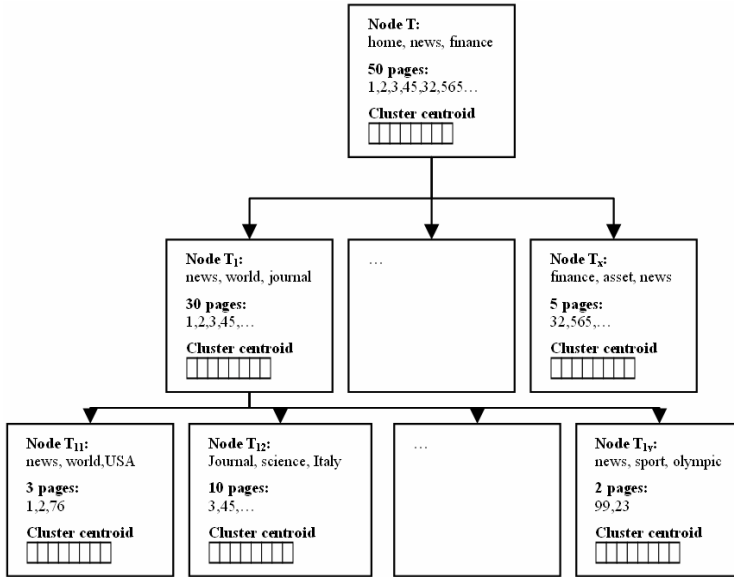 Node T:
home, news, finance
50 pages:
1,2,3,45,32,565…
Cluster centroid
Node T1:
news, world, journal
30 pages:
1,2,3,45,…
Cluster centroid
…
Node Tx:
finance, asset, news
5 pages:
32,565,…
Cluster centroid
Node T11:
news, world,USA
3 pages:
1,2,76
Cluster centroid
Node T12:
Journal, science, Italy
10 pages:
3,45,…
Cluster centroid
…
Node T1y:
news, sport, olympic
2 pages:
99,23
Cluster centroid